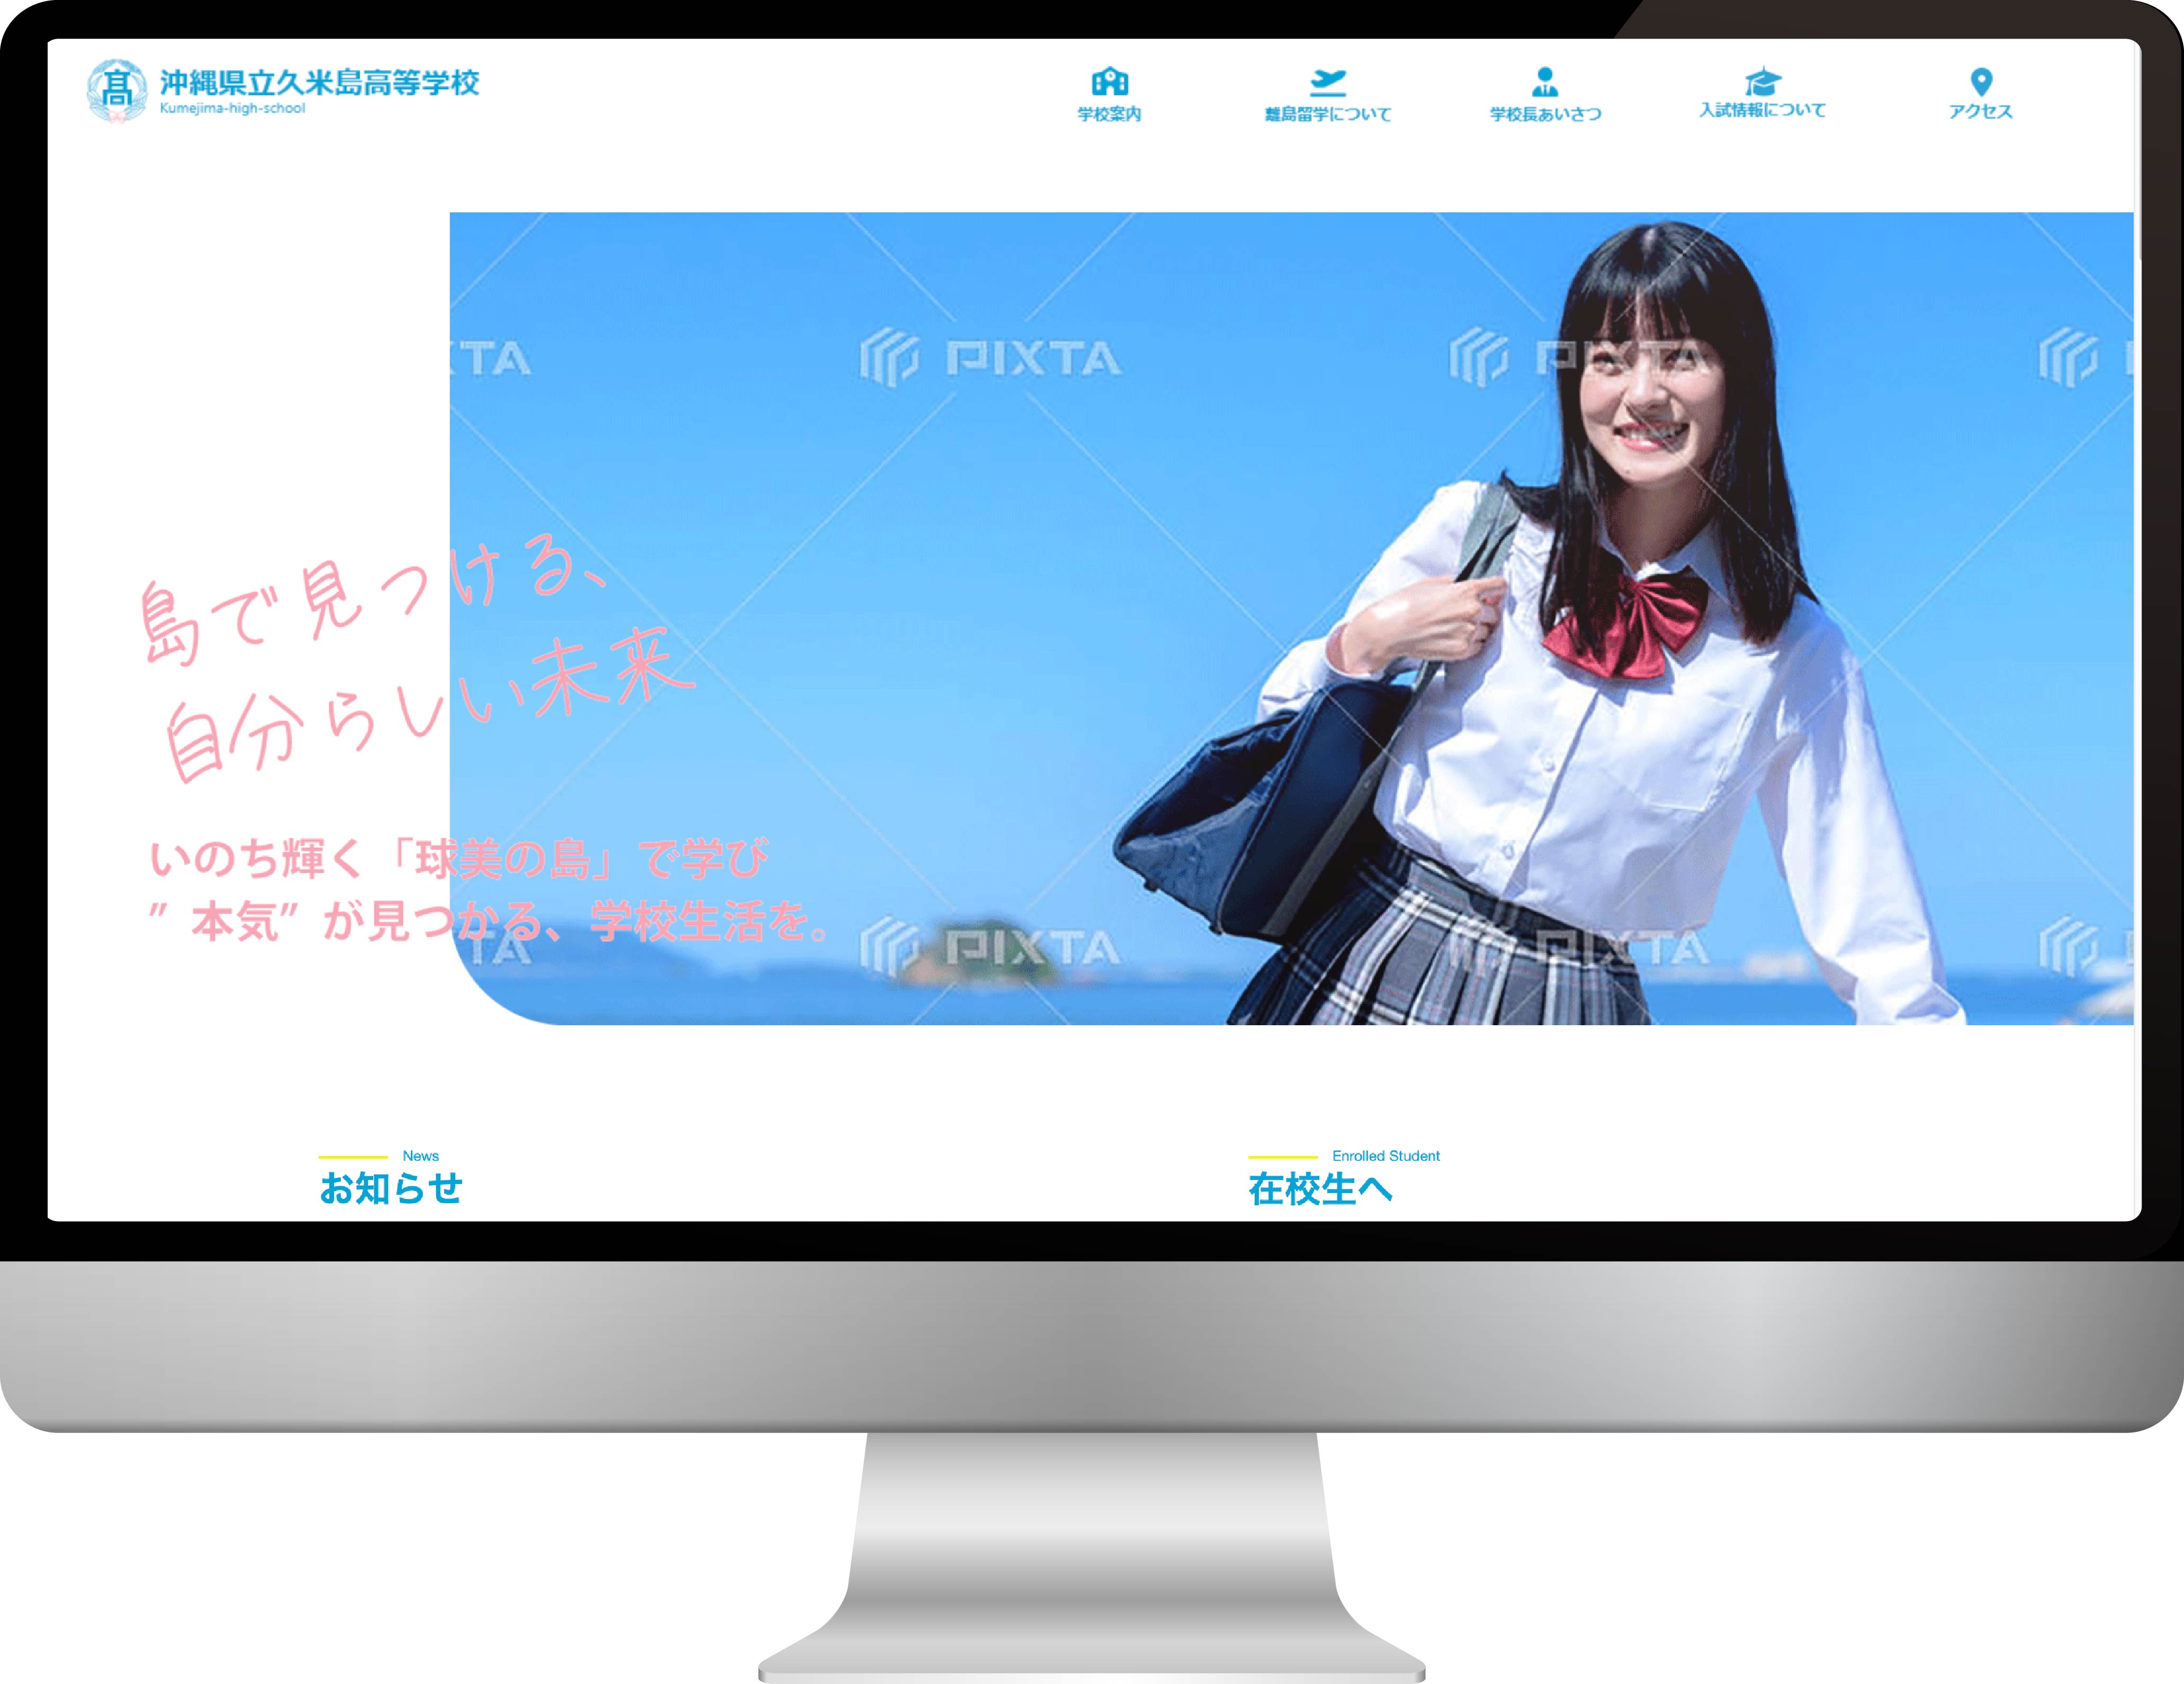 髙
沖縄県立久米島高等学校
Kumejima-high-school
学校案内
離島留学について
学校長あいさつ
入試情報について
アクセス
TA
PIXTA
PIXTA
島で見つける、
自分らしい未来
いのち輝く「球美の島」で学び
”本気”が見つかる、学校生活を。
TA
PIXTA
PIXTA
News
お知らせ
Enrolled Student
在校生へ